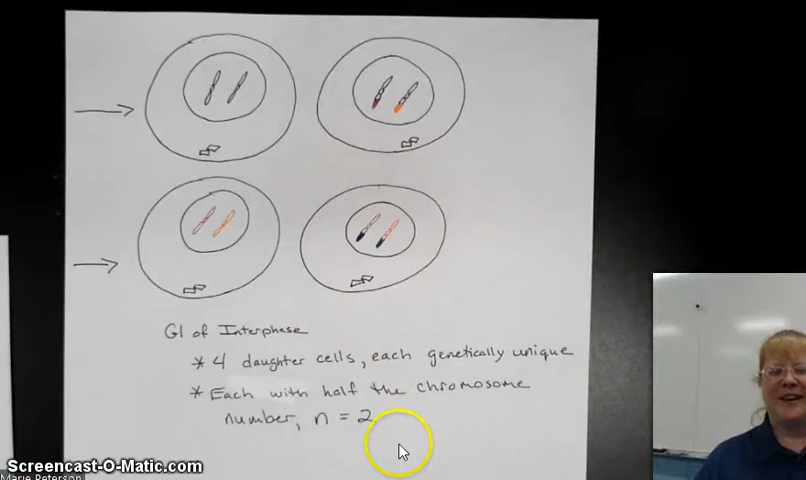 G1 of Interphase
* 4 daughter cells, each genetically unique
* Each with half the chromosome
number, n = 2
Screencast-O-Matic.com
Marie Peterson